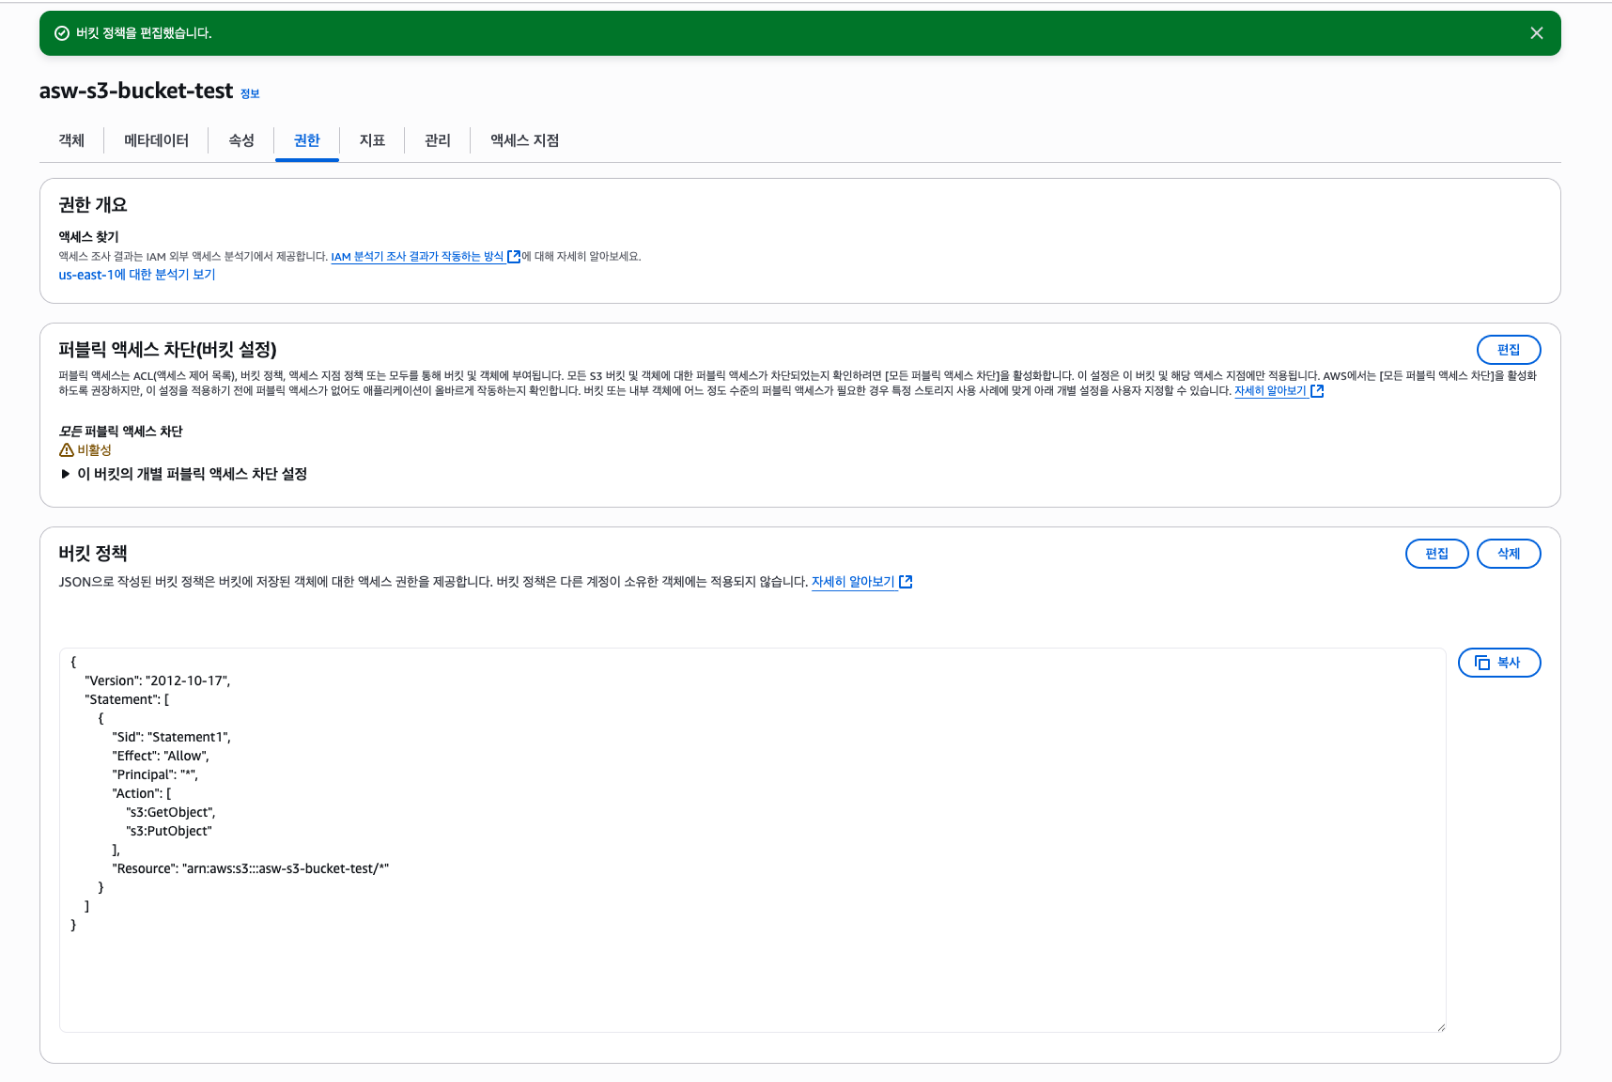 버킷 정책을 편집했습니다.
asw-s3-bucket-test 정보
객체 메타데이터 속성 권한 지표 관리 액세스 지점
권한 개요
액세스 찾기
액세스 조사 결과는 IAM 외부 액세스 분석기에서 제공합니다. IAM 분석기 조사 결과가 작동하는 방식 에 대해 자세히 알아보세요.
us-east-1에 대한 분석기 보기
퍼블릭 액세스 차단(버킷 설정)
편집
퍼블릭 액세스는 ACL(액세스 제어 목록), 버킷 정책, 액세스 지점 정책 또는 모두를 통해 버킷 및 객체에 부여됩니다. 모든 S3 버킷 및 객체에 대한 퍼블릭 액세스가 차단되었는지 확인하려면 [모든 퍼블릭 액세스 차단]을 활성화합니다. 이 설정은 이 버킷 및 해당 액세스 지점에만 적용됩니다. AWS에서는 [모든 퍼블릭 액세스 차단]을 활성화
하도록 권장하지만, 이 설정을 적용하기 전에 퍼블릭 액세스가 없어도 애플리케이션이 올바르게 작동하는지 확인합니다. 버킷 또는 내부 객체에 어느 정도 수준의 퍼블릭 액세스가 필요한 경우 특정 스토리지 사용 사례에 맞게 아래 개별 설정을 사용자 지정할 수 있습니다. 자세히 알아보기
모든 퍼블릭 액세스 차단
비활성
이 버킷의 개별 퍼블릭 액세스 차단 설정
버킷 정책
편집 삭제
JSON으로 작성된 버킷 정책은 버킷에 저장된 객체에 대한 액세스 권한을 제공합니다. 버킷 정책은 다른 계정이 소유한 객체에는 적용되지 않습니다. 자세히 알아보기
복사
{
"Version": "2012-10-17",
"Statement": [
{
"Sid": "Statement1",
"Effect": "Allow",
"Principal": "*",
"Action": [
"s3:GetObject",
"s3:PutObject"
],
"Resource": "arn:aws:s3:::asw-s3-bucket-test/*"
}
]
}